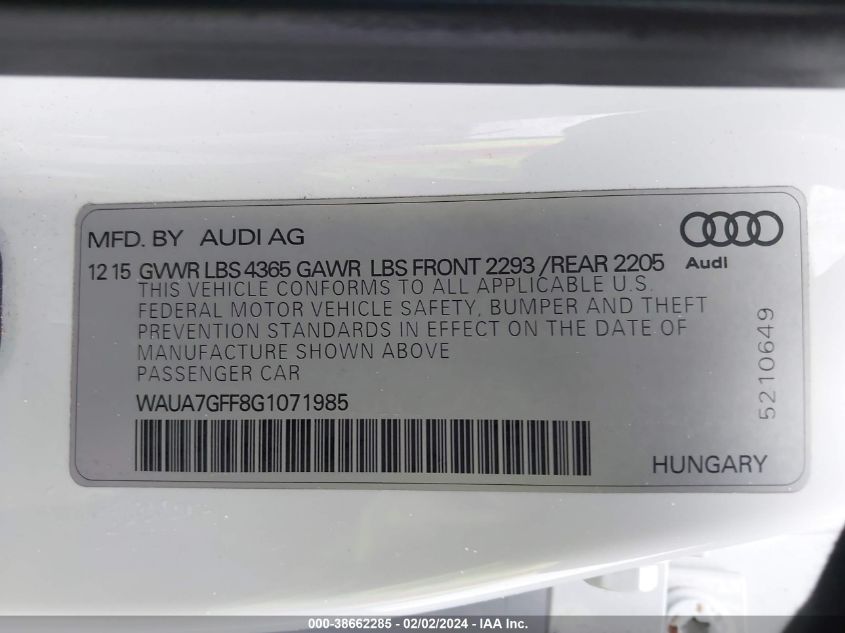 MFD. BY AUDI AG
Audi
12 15 GVWR LBS 4365 GAWR LBS FRONT 2293 /REAR 2205
THIS VEHICLE CONFORMS TO ALL APPLICABLE U.S.
FEDERAL MOTOR VEHICLE SAFETY, BUMPER AND THEFT
PREVENTION STANDARDS IN EFFECT ON THE DATE OF
MANUFACTURE SHOWN ABOVE
PASSENGER CAR
WAUA7GFF8G1071985
HUNGARY
5210649
000-38662285 - 02/02/2024 - IAA Inc.